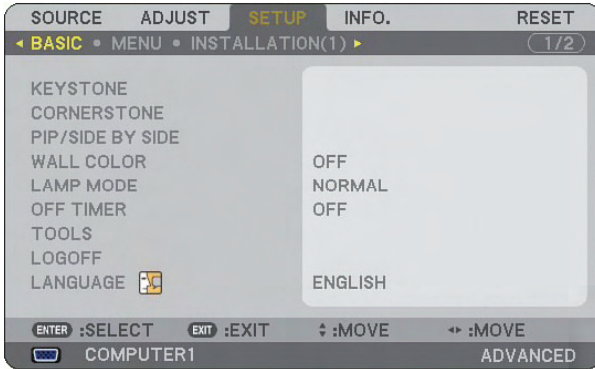 SOURCE ADJUST SETUP INFO. RESET
BASIC • MENU • INSTALLATION(1) 1/2
KEYSTONE
CORNERSTONE
PIP/SIDE BY SIDE
WALL COLOR OFF
LAMP MODE NORMAL
OFF TIMER OFF
TOOLS
LOGOFF
LANGUAGE ENGLISH
ENTER :SELECT EXIT :EXIT :MOVE :MOVE
COMPUTER1 ADVANCED